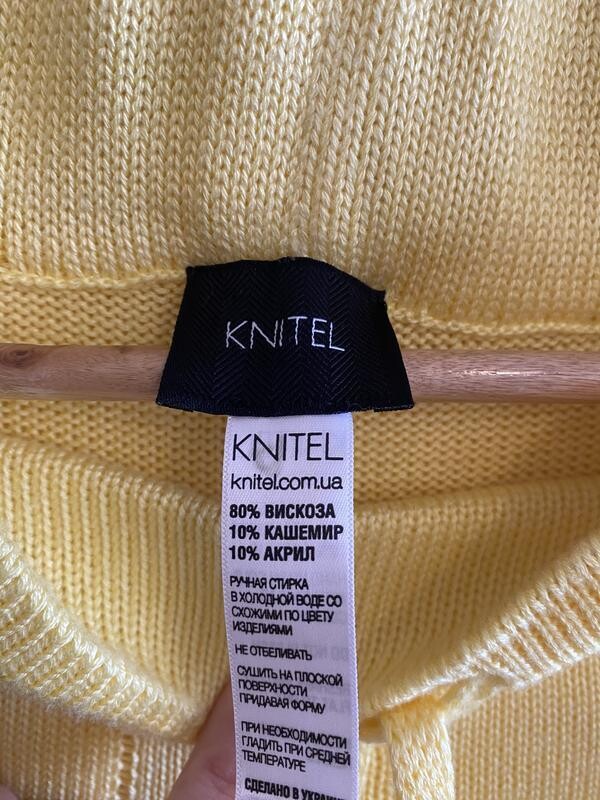 KNITEL
KNITEL
knitel.com.ua
80% ВИСКОЗА
10% КАШЕМИР
10% АКРИЛ
РУЧНАЯ СТИРКА
В ХОЛОДНОЙ ВОДЕ СО
СХОЖИМИ ПО ЦВЕТУ
ИЗДЕЛИЯМИ
НЕ ОТБЕЛИВАТЬ
СУШИТЬ НА ПЛОСКОЙ
ПОВЕРХНОСТИ
ПРИДАВАЯ ФОРМУ
ПРИ НЕОБХОДИМОСТИ
ГЛАДИТЬ ПРИ СРЕДНЕЙ
ТЕМПЕРАТУРЕ
СДЕЛАНО В